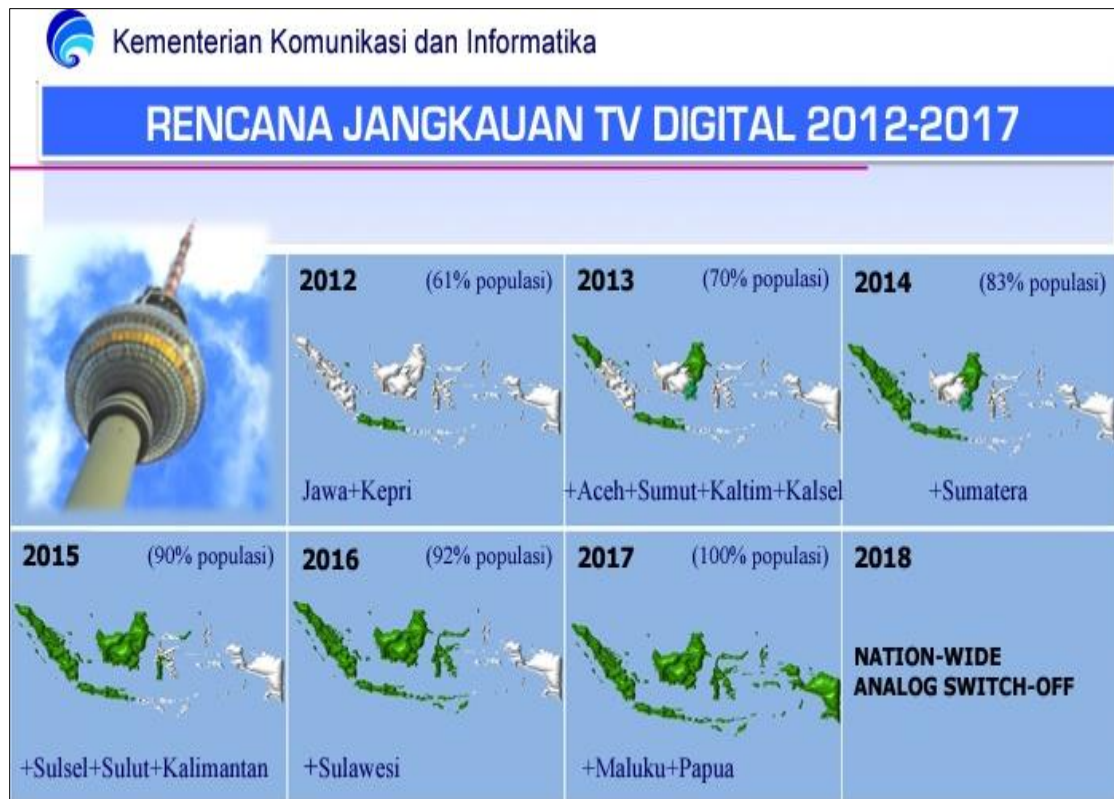 Kementerian Komunikasi dan Informatika
RENCANA JANGKAUAN TV DIGITAL 2012-2017
2012 (61% populasi)
Jawa+Kepri
2013 (70% populasi)
+Aceh+Sumut+Kaltim+Kalsel
2014 (83% populasi)
+Sumatera
2015 (90% populasi)
+Sulsel+Sulut+Kalimantan
2016 (92% populasi)
+Sulawesi
2017 (100% populasi)
+Maluku+Papua
2018
NATION-WIDE
ANALOG SWITCH-OFF